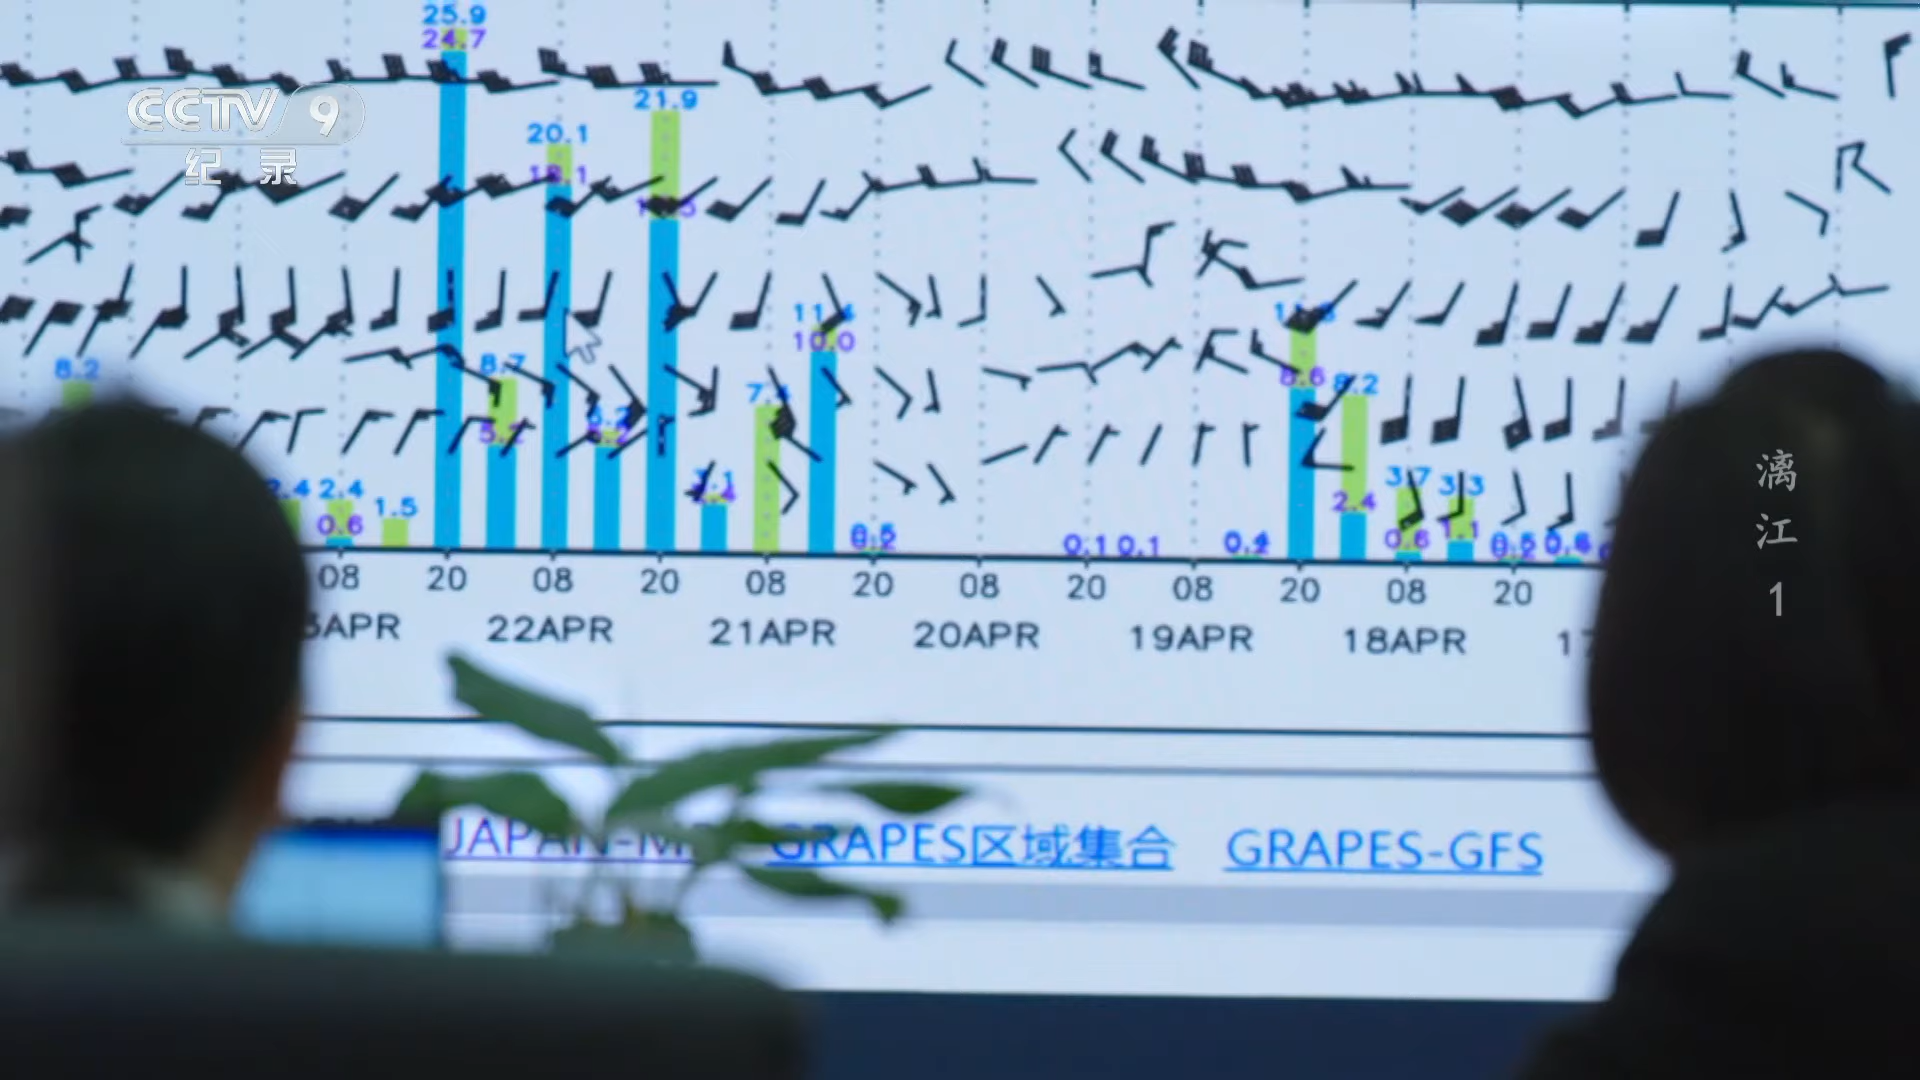 25.9
24.7
CCTV 9
纪录
21.9
20.1
8.2
8.7
11.4
10.0
8.2
2.4
2.4
1.5
0.6
3.7
3.3
2.4
0.6
1.1
0.1
0.1
08
20
08
20
08
20
08
20
08
20
08
20
APR
22APR
21APR
20APR
19APR
18APR
JAPAN-M
GRAPES区域集合
GRAPES-GFS
漓江 1